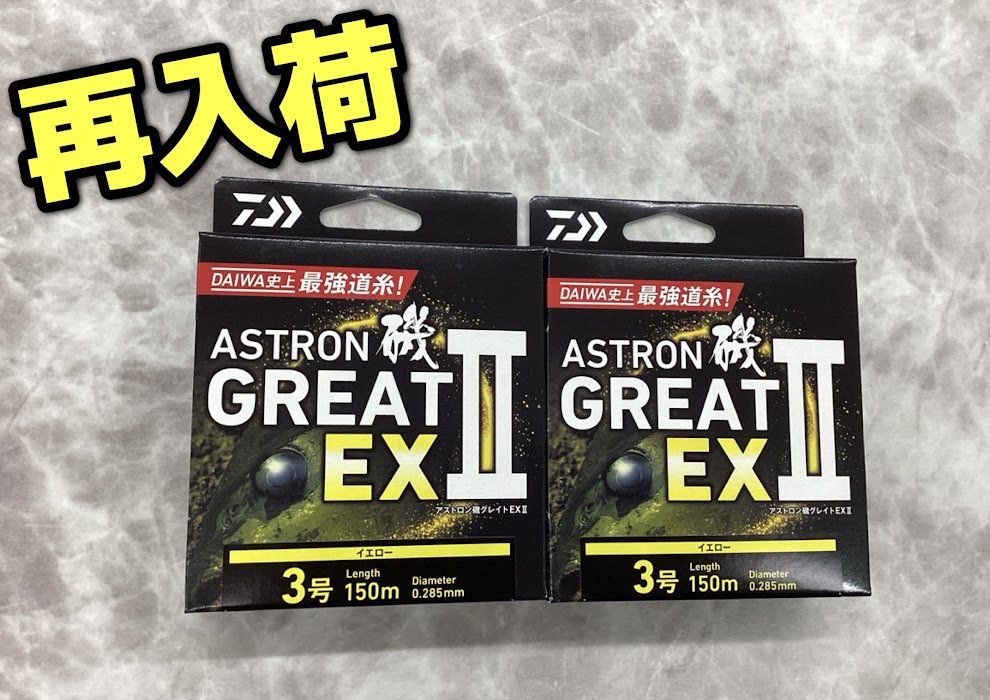 再入荷
DAIWA史上 最強道糸!
ASTRON 磯
GREAT
EX II
アストロン磯グレイトEXⅡ
イエロー
3号 Length 150m Diameter 0.285mm
DAIWA史上 最強道糸!
ASTRON 磯
GREAT
EX II
アストロン磯グレイトEXⅡ
イエロー
3号 Length 150m Diameter 0.285mm